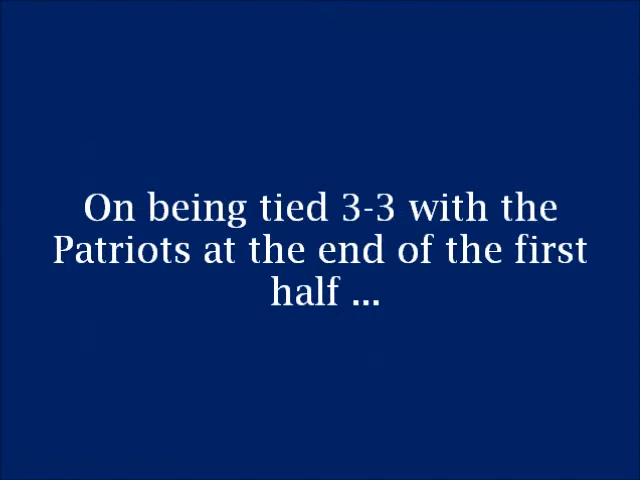 On being tied 3-3 with the
Patriots at the end of the first
half ...